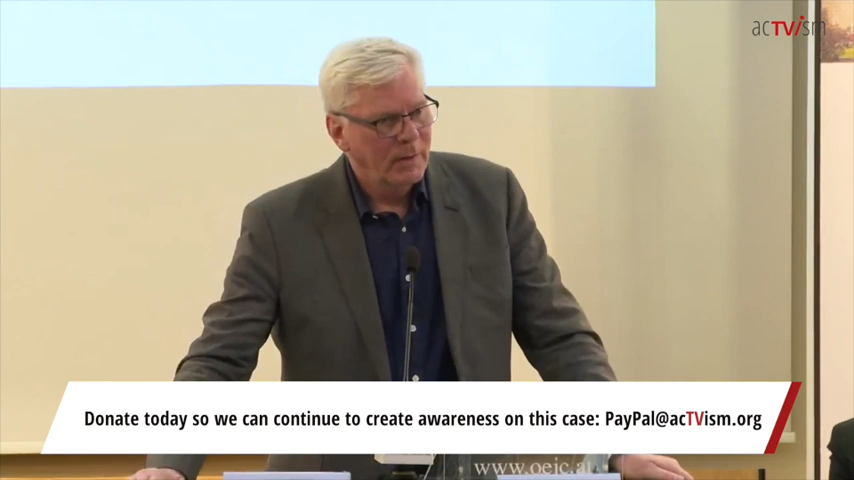 acTVism
Donate today so we can continue to create awareness on this case: PayPal@acTVism.org
www.oejc.at